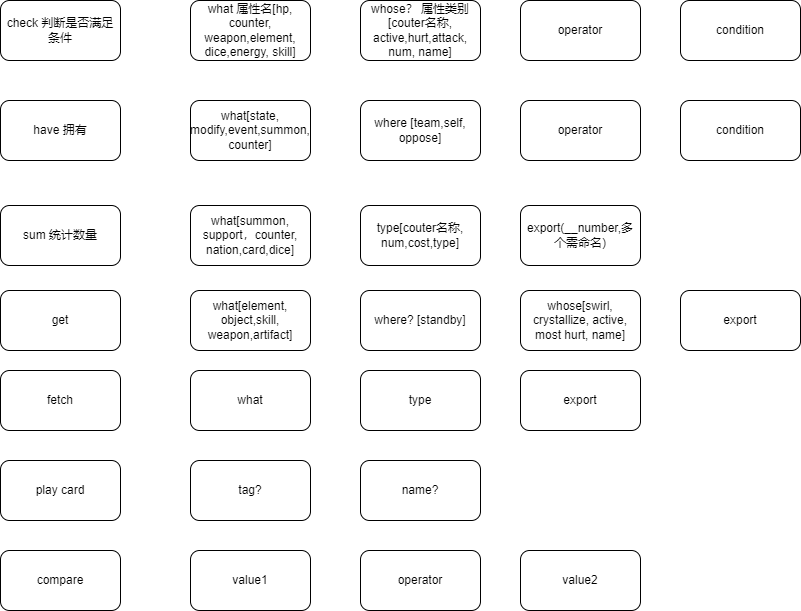 check 判断是否满足
条件
what 属性名[hp,
counter,
weapon,element,
dice,energy, skill]
whose? 属性类别
[couter名称,
active,hurt,attack,
num, name]
operator
condition
have 拥有
what[state,
modify,event,summon,
counter]
where [team,self,
oppose]
operator
condition
sum 统计数量
what[summon,
support，counter,
nation,card,dice]
type[couter名称,
num,cost,type]
export(__number,多
个需命名)
get
what[element,
object,skill,
weapon,artifact]
where? [standby]
whose[swirl,
crystallize, active,
most hurt, name]
export
fetch
what
type
export
play card
tag?
name?
compare
value1
operator
value2